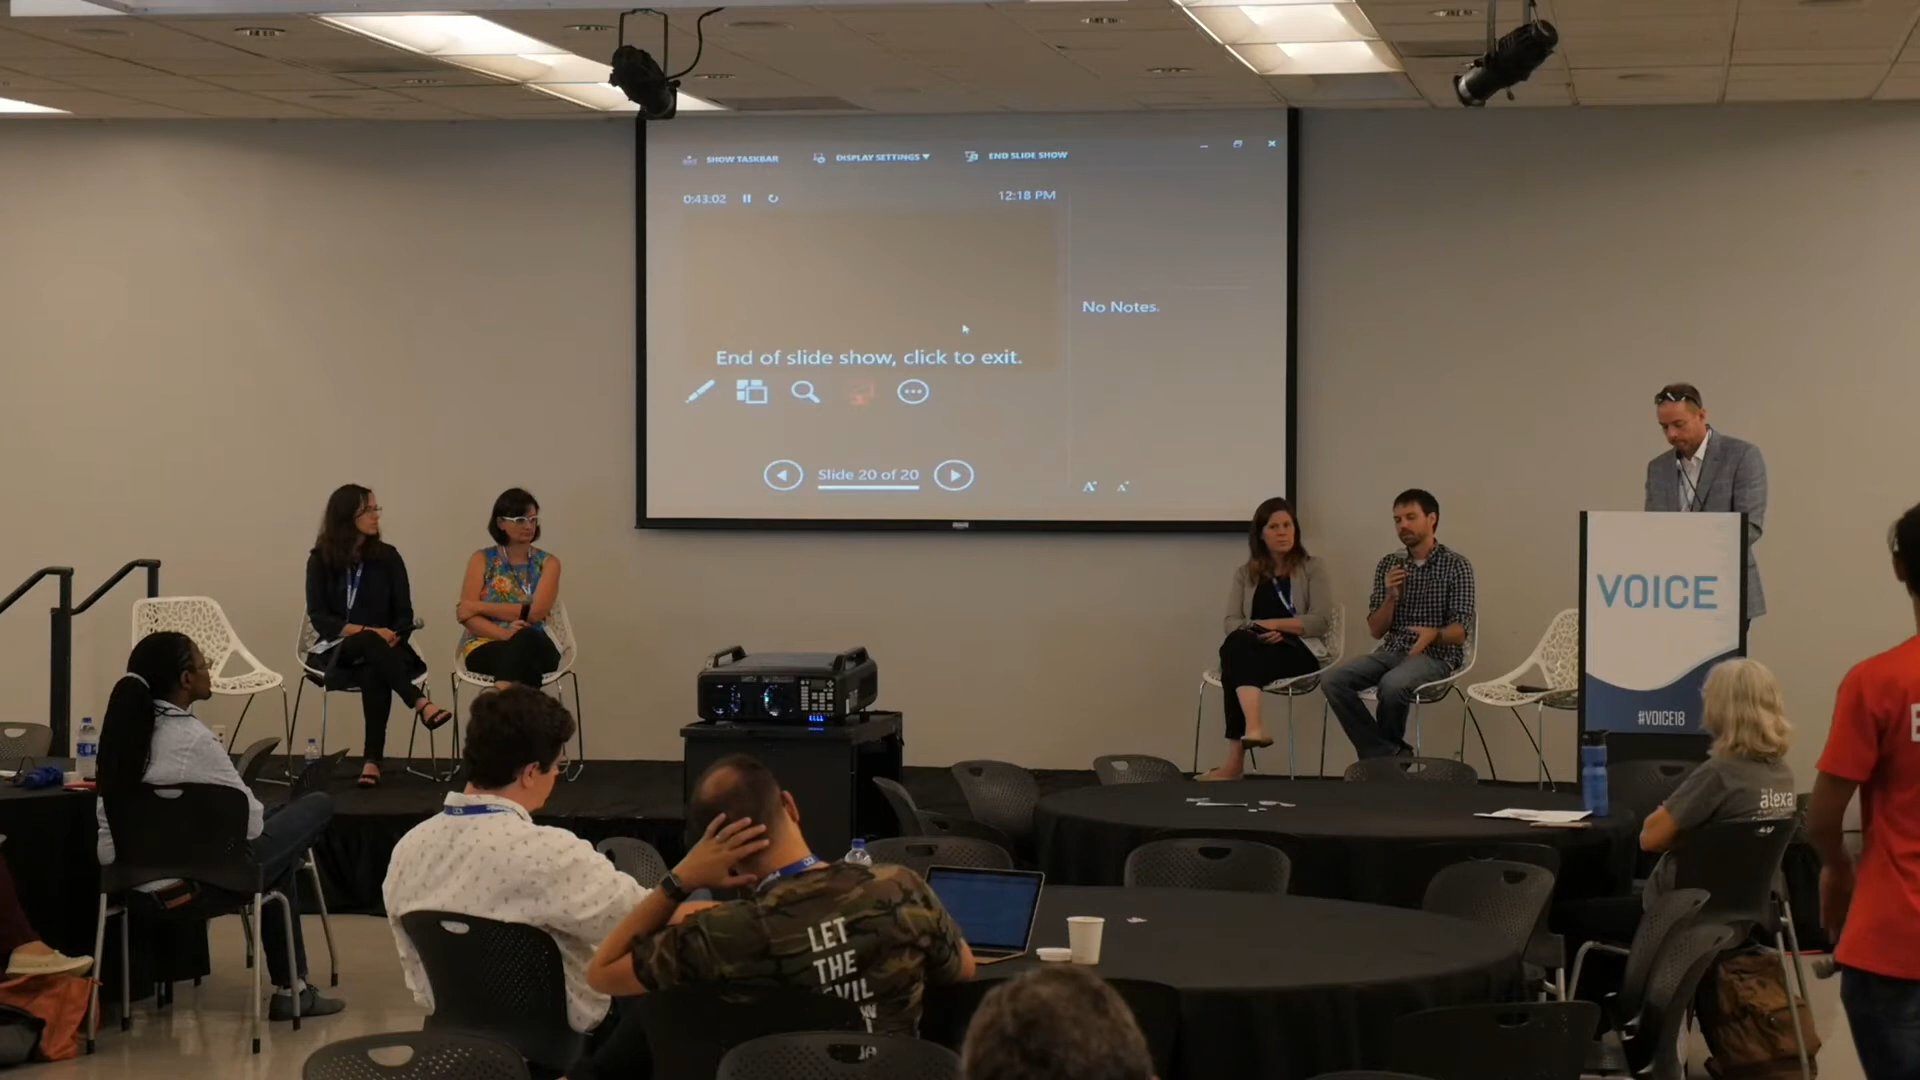 SHOW TASKBAR
DISPLAY SETTINGS
END SLIDE SHOW
0:43:02
12:18 PM
No Notes.
End of slide show, click to exit.
Slide 20 of 20
A
A
VOICE
#VOICE18
alexa
LET
THE